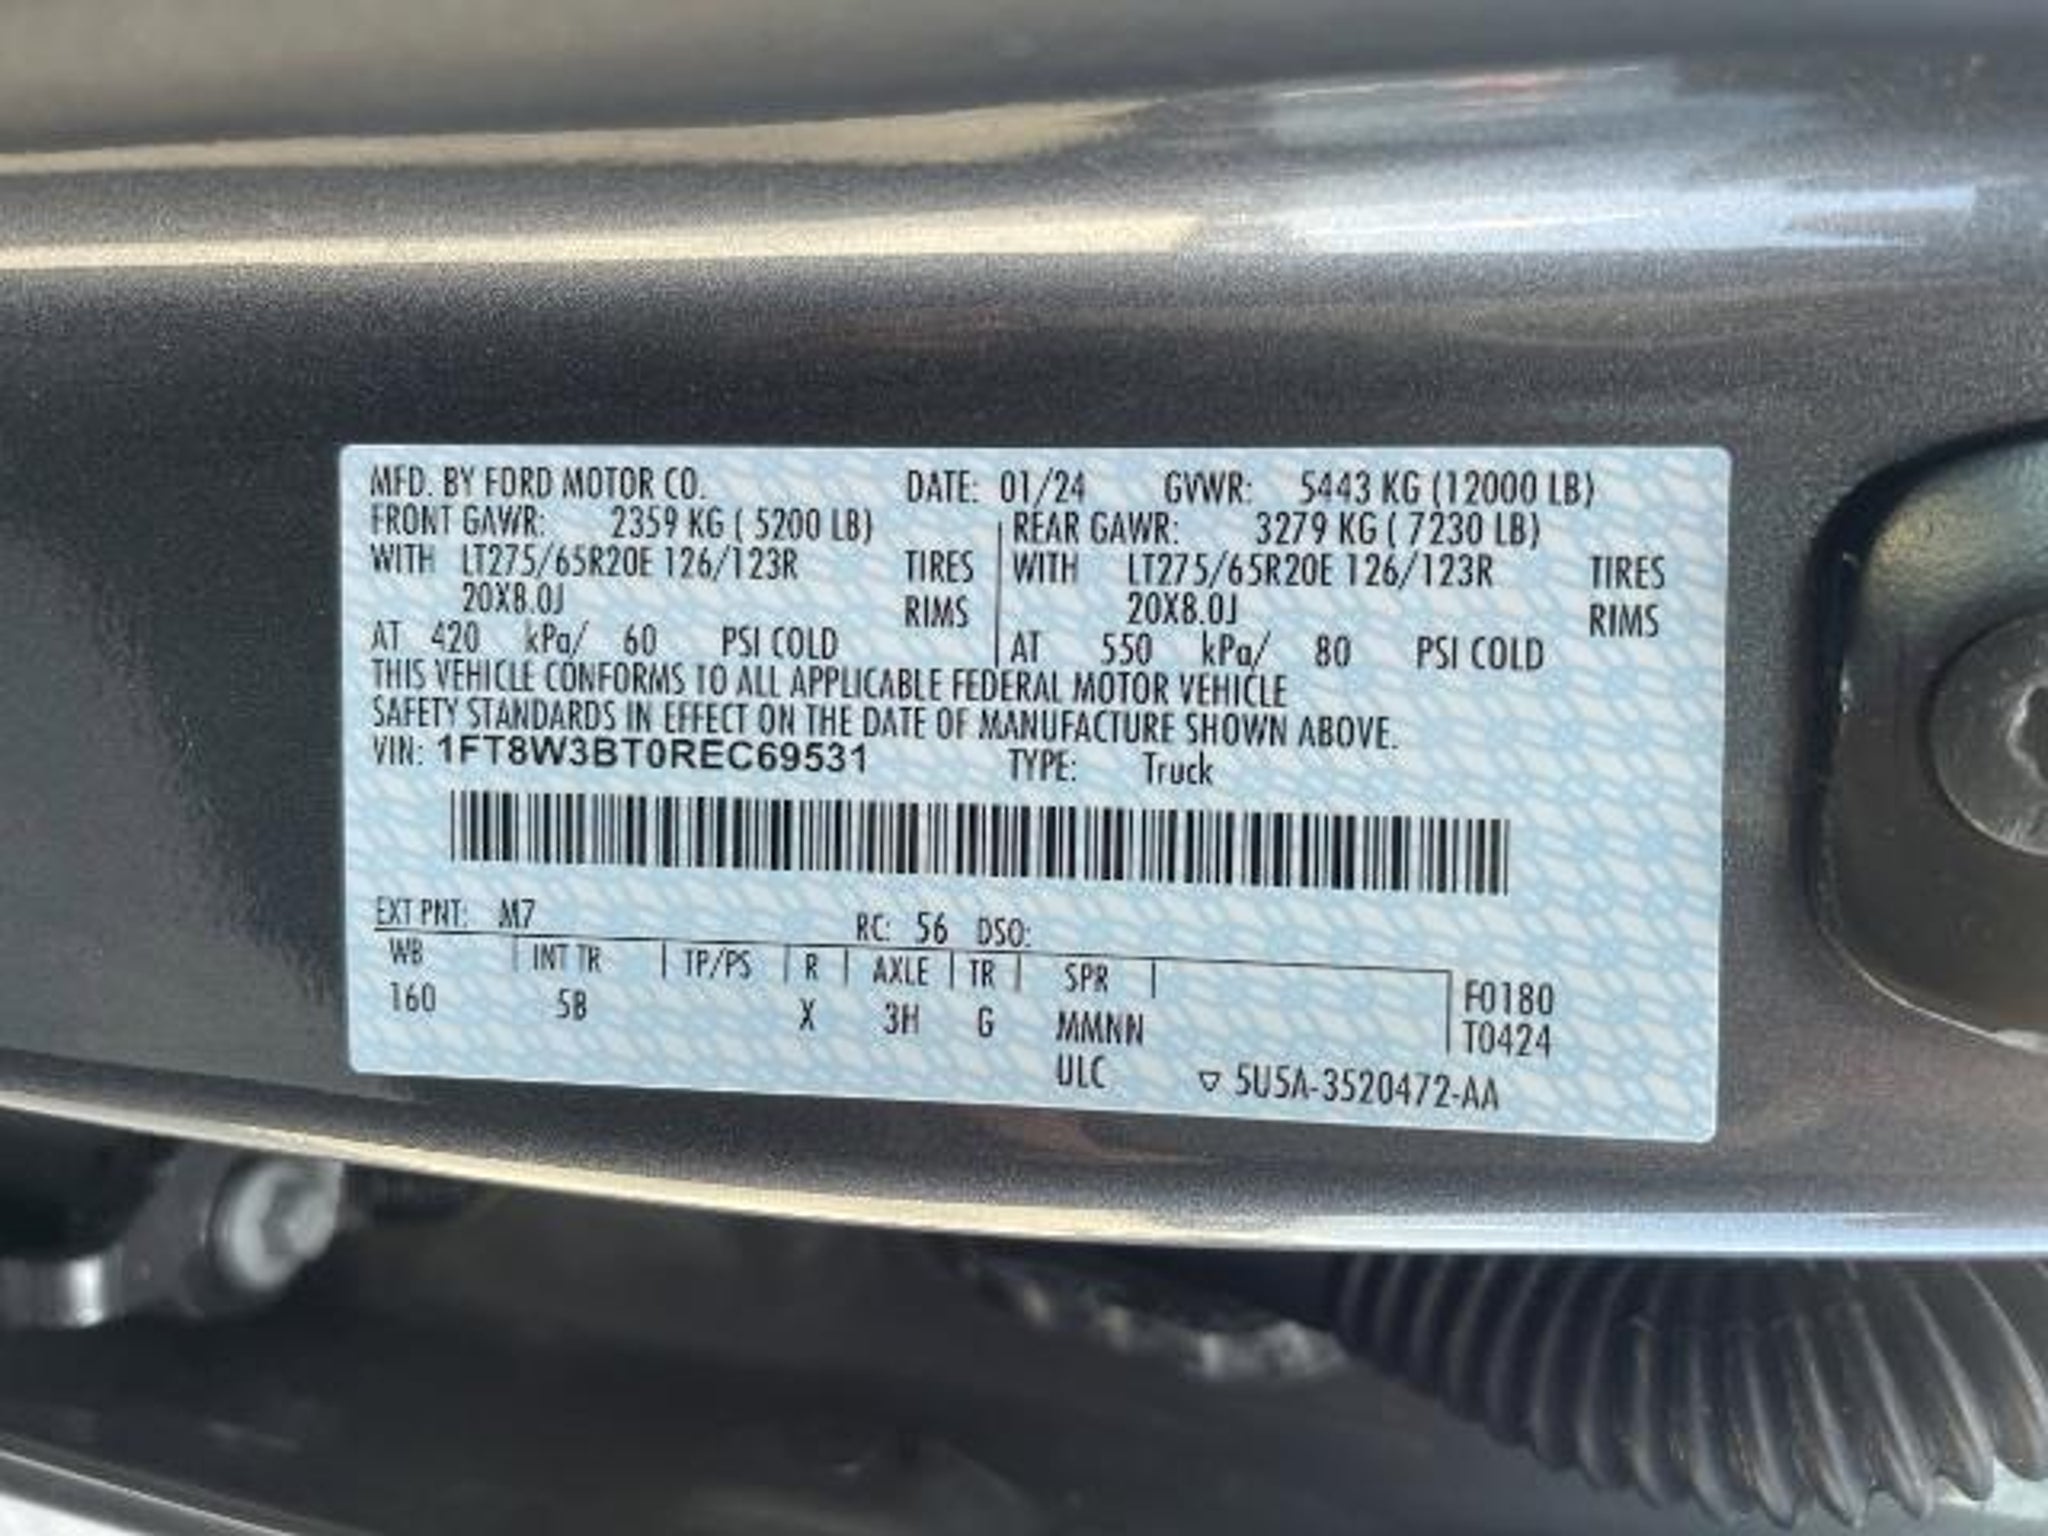 MFD. BY FORD MOTOR CO. DATE: 01/24 GVWR: 5443 KG (12000 LB)
FRONT GAWR: 2359 KG ( 5200 LB) REAR GAWR: 3279 KG ( 7230 LB)
WITH LT275/65R20E 126/123R TIRES WITH LT275/65R20E 126/123R TIRES
20X8.0J RIMS 20X8.0J RIMS
AT 420 kPa/ 60 PSI COLD AT 550 kPa/ 80 PSI COLD
THIS VEHICLE CONFORMS TO ALL APPLICABLE FEDERAL MOTOR VEHICLE
SAFETY STANDARDS IN EFFECT ON THE DATE OF MANUFACTURE SHOWN ABOVE.
VIN: 1FT8W3BT0REC69531 TYPE: Truck
EXT PNT: M7 RC: 56 DSO:
WB INT TR TP/PS R AXLE TR SPR F0180
160 5B X 3H G MMNN T0424
ULC ▽ 5U5A-3520472-AA